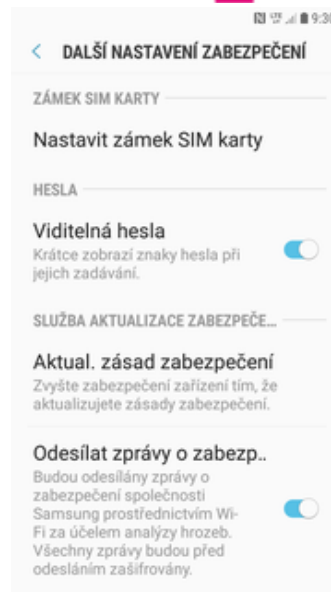 9:30
DALŠÍ NASTAVENÍ ZABEZPEČENÍ
ZÁMEK SIM KARTY
Nastavit zámek SIM karty
HESLA
Viditelná hesla
Krátce zobrazí znaky hesla při
jejich zadávání.
SLUŽBA AKTUALIZACE ZABEZPEČE...
Aktual. zásad zabezpečení
Zvyšte zabezpečení zařízení tím, že
aktualizujete zásady zabezpečení.
Odesílat zprávy o zabezp..
Budou odesílány zprávy o
zabezpečení společnosti
Samsung prostřednictvím Wi-
Fi za účelem analýzy hrozeb.
Všechny zprávy budou před
odesláním zašifrovány.